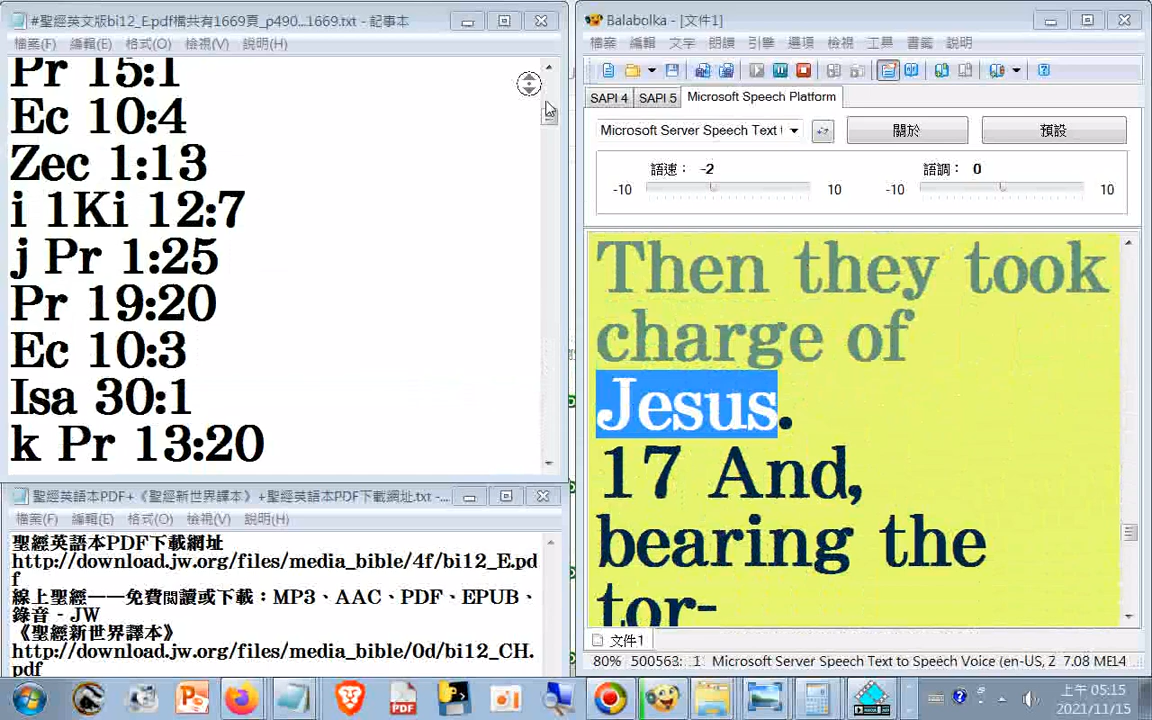 #聖經英文版bi12_E.pdf檔共有1669頁_p490...1669.txt - 記事本
檔案(F) 編輯(E) 格式(O) 檢視(V) 說明(H)
Pr 15:1
Ec 10:4
Zec 1:13
i 1Ki 12:7
j Pr 1:25
Pr 19:20
Ec 10:3
Isa 30:1
k Pr 13:20
聖經英語本PDF+《聖經新世界譯本》+聖經英語本PDF下載網址.txt - ...
檔案(F) 編輯(E) 格式(O) 檢視(V) 說明(H)
聖經英語本PDF下載網址
http://download.jw.org/files/media_bible/4f/bi12_E.pd
f
線上聖經——免費閱讀或下載：MP3、AAC、PDF、EPUB、
錄音 - JW
《聖經新世界譯本》
http://download.jw.org/files/media_bible/0d/bi12_CH.
pdf
Balabolka - [文件1]
檔案 編輯 文字 朗讀 引擎 選項 檢視 工具 書籤 說明
SAPI 4 SAPI 5 Microsoft Speech Platform
Microsoft Server Speech Text 關於 預設
語速： -2 語調： 0
-10 10 -10 10
Then they took
charge of
Jesus.
17 And,
bearing the
tor-
文件1
80% 500563: 1 Microsoft Server Speech Text to Speech Voice (en-US, Z 7.08 ME14
PDF
上午 05:15
2021/11/15